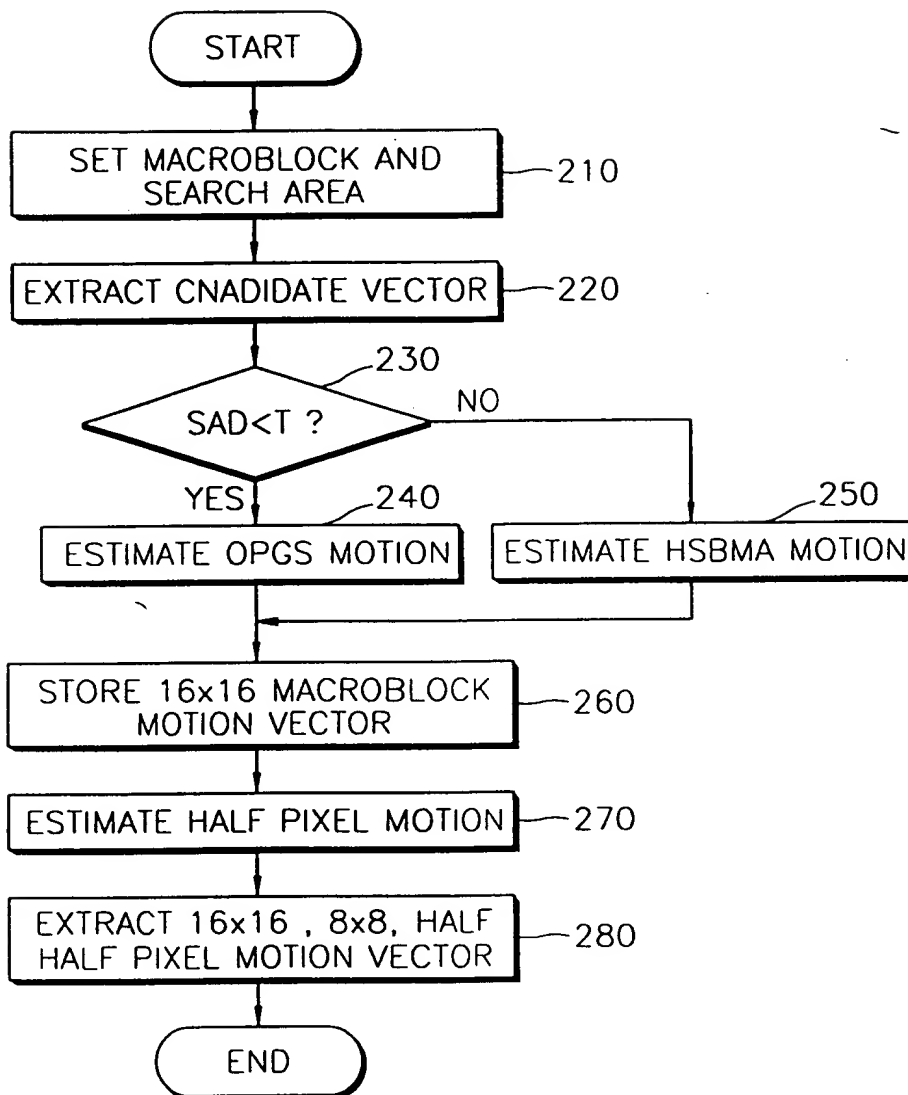 START
SET MACROBLOCK AND
SEARCH AREA
210
EXTRACT CNADIDATE VECTOR
220
230
SAD<T ?
NO
YES
240
250
ESTIMATE OPGS MOTION
ESTIMATE HSBMA MOTION
STORE 16x16 MACROBLOCK
MOTION VECTOR
260
ESTIMATE HALF PIXEL MOTION
270
EXTRACT 16x16 , 8x8, HALF
HALF PIXEL MOTION VECTOR
280
END